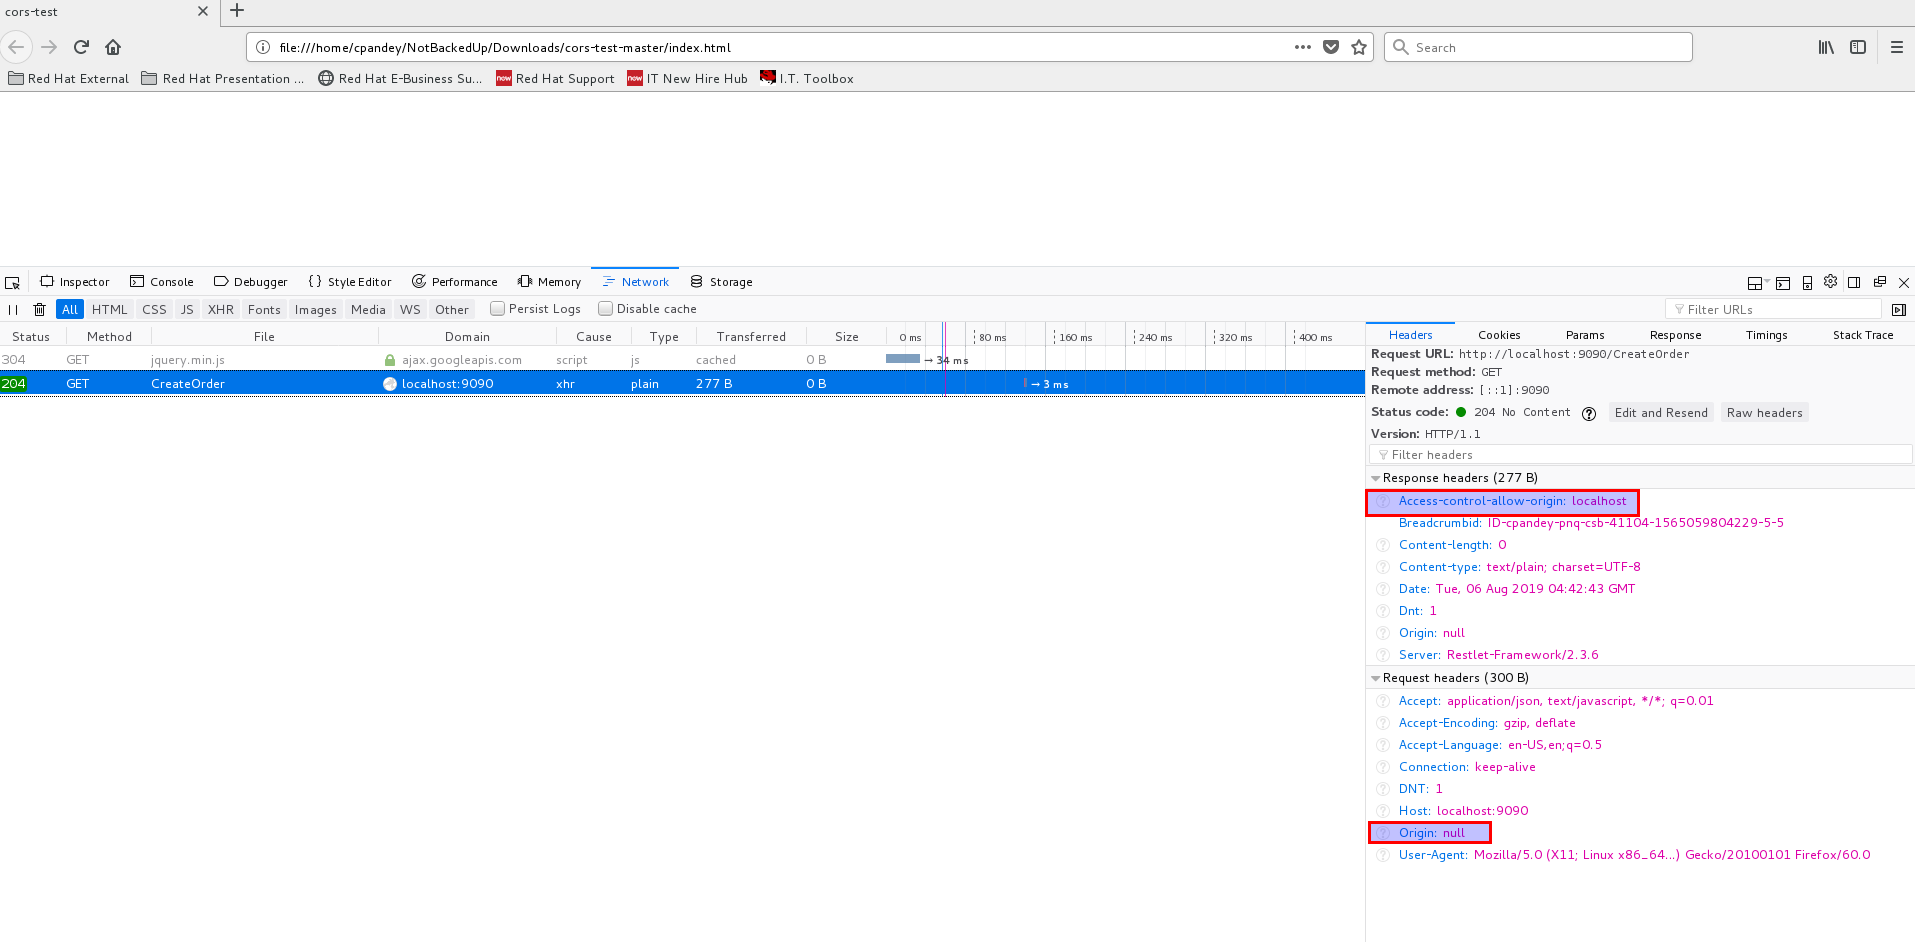 cors-test
file:///home/cpandey/NotBackedUp/Downloads/cors-test-master/index.html
Search
Red Hat External
Red Hat Presentation ...
Red Hat E-Business Su...
now Red Hat Support
now IT New Hire Hub
I.T. Toolbox
Inspector Console Debugger { } Style Editor Performance Memory Network Storage
All HTML CSS JS XHR Fonts Images Media WS Other Persist Logs Disable cache Filter URLs
Status Method File Domain Cause Type Transferred Size 0 ms 80 ms 160 ms 240 ms 320 ms 400 ms
304 GET jquery.min.js ajax.googleapis.com script js cached 0 B → 34 ms
204 GET CreateOrder localhost:9090 xhr plain 277 B 0 B → 3 ms
Headers Cookies Params Response Timings Stack Trace
Request URL: http://localhost:9090/CreateOrder
Request method: GET
Remote address: [::1]:9090
Status code: 204 No Content ? Edit and Resend Raw headers
Version: HTTP/1.1
Filter headers
Response headers (277 B)
? Access-control-allow-origin: localhost
Breadcrumbid: ID-cpandey-pnq-csb-41104-1565059804229-5-5
? Content-length: 0
? Content-type: text/plain; charset=UTF-8
? Date: Tue, 06 Aug 2019 04:42:43 GMT
? Dnt: 1
? Origin: null
? Server: Restlet-Framework/2.3.6
Request headers (300 B)
? Accept: application/json, text/javascript, */*; q=0.01
? Accept-Encoding: gzip, deflate
? Accept-Language: en-US,en;q=0.5
? Connection: keep-alive
? DNT: 1
? Host: localhost:9090
? Origin: null
? User-Agent: Mozilla/5.0 (X11; Linux x86_64...) Gecko/20100101 Firefox/60.0